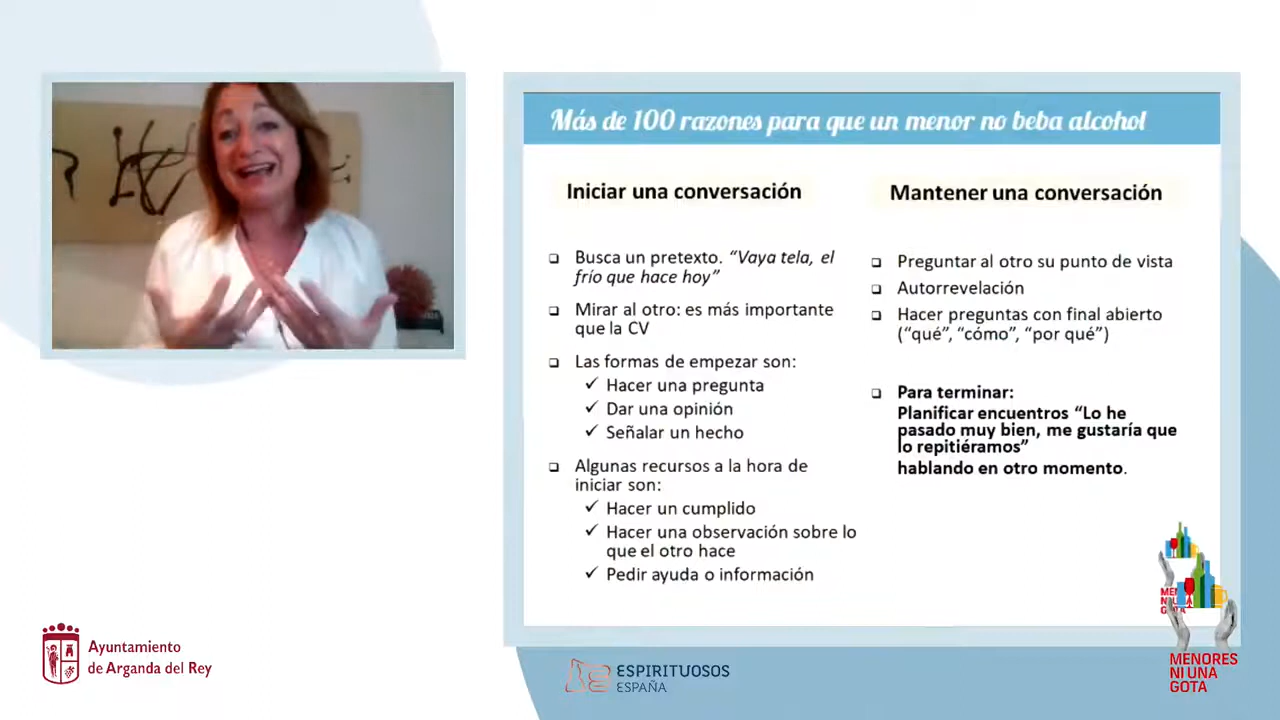 Más de 100 razones para que un menor no beba alcohol
Iniciar una conversación
Busca un pretexto. “Vaya tela, el
frío que hace hoy”
Mirar al otro: es más importante
que la CV
Las formas de empezar son:
Hacer una pregunta
Dar una opinión
Señalar un hecho
Algunas recursos a la hora de
iniciar son:
Hacer un cumplido
Hacer una observación sobre lo
que el otro hace
Pedir ayuda o información
Mantener una conversación
Preguntar al otro su punto de vista
Autorrevelación
Hacer preguntas con final abierto
(“qué”, “cómo”, “por qué”)
Para terminar:
Planificar encuentros “Lo he
pasado muy bien, me gustaría que
lo repitiéramos”
hablando en otro momento.
Ayuntamiento
de Arganda del Rey
ESPIRITUOSOS
ESPAÑA
MENORES
NI UNA
GOTA